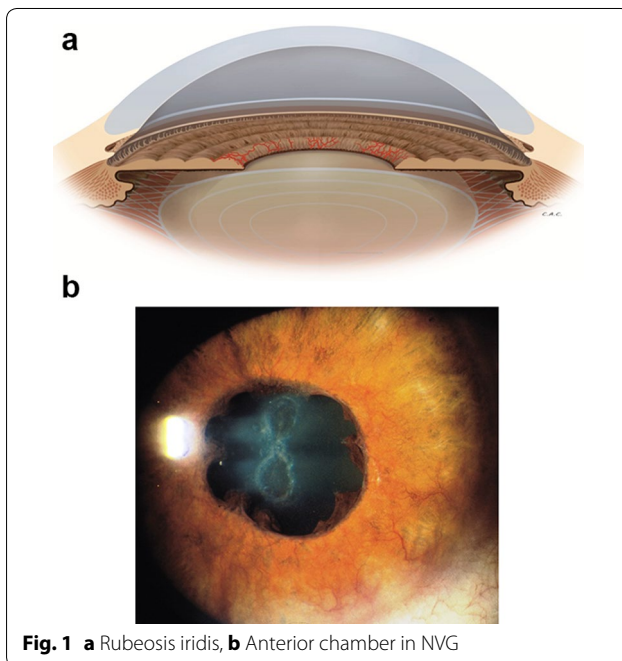 a
C.A.C.
b
Fig. 1 a Rubeosis iridis, b Anterior chamber in NVG